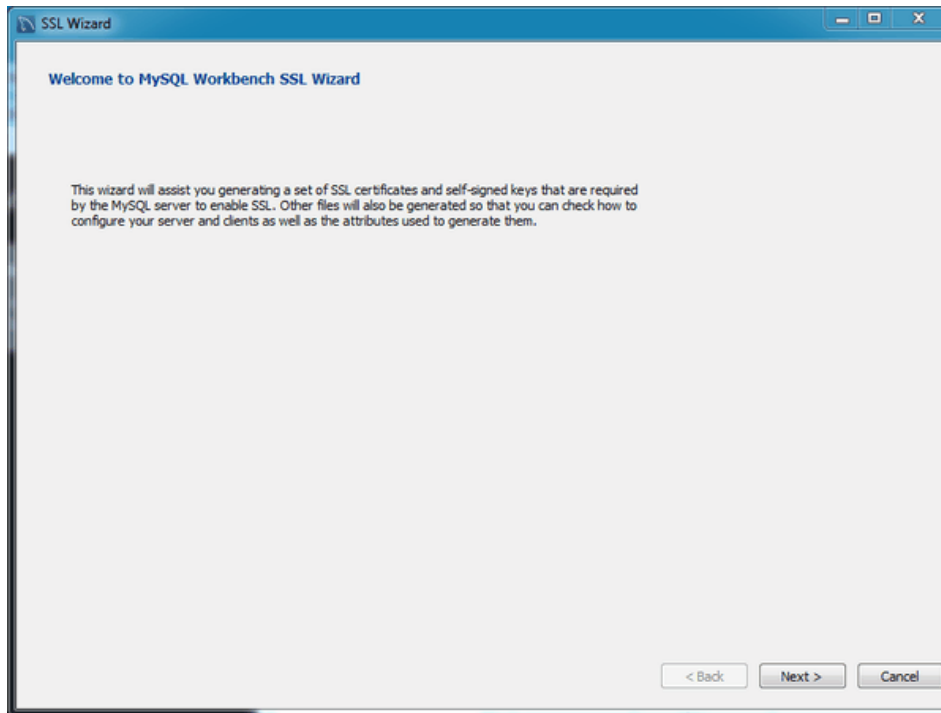 SSL Wizard
Welcome to MySQL Workbench SSL Wizard
This wizard will assist you generating a set of SSL certificates and self-signed keys that are required
by the MySQL server to enable SSL. Other files will also be generated so that you can check how to
configure your server and clients as well as the attributes used to generate them.
< Back Next > Cancel